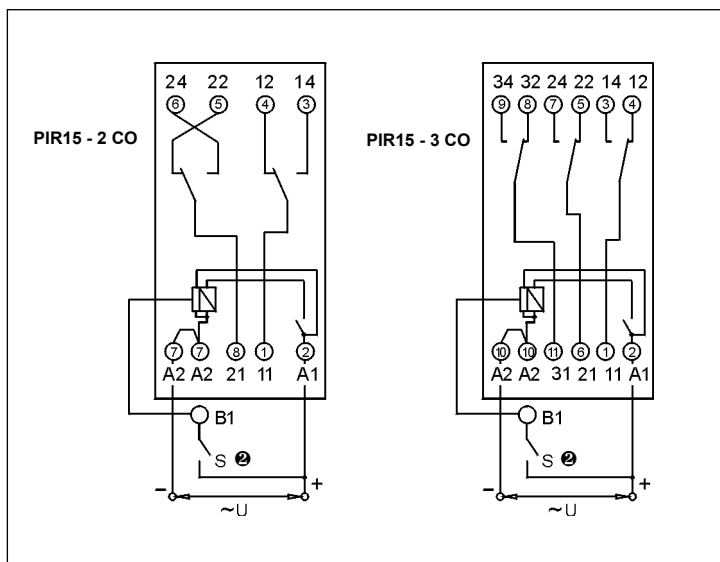 24 22 12 14
6 5 4 3
PIR15 - 2 CO
7 7 8 1 2
A2 A2 21 11 A1
B1
S 2
– +
~U
34 32 24 22 14 12
9 8 7 5 3 4
PIR15 - 3 CO
10 10 11 6 1 2
A2 A2 31 21 11 A1
B1
S 2
– +
~U